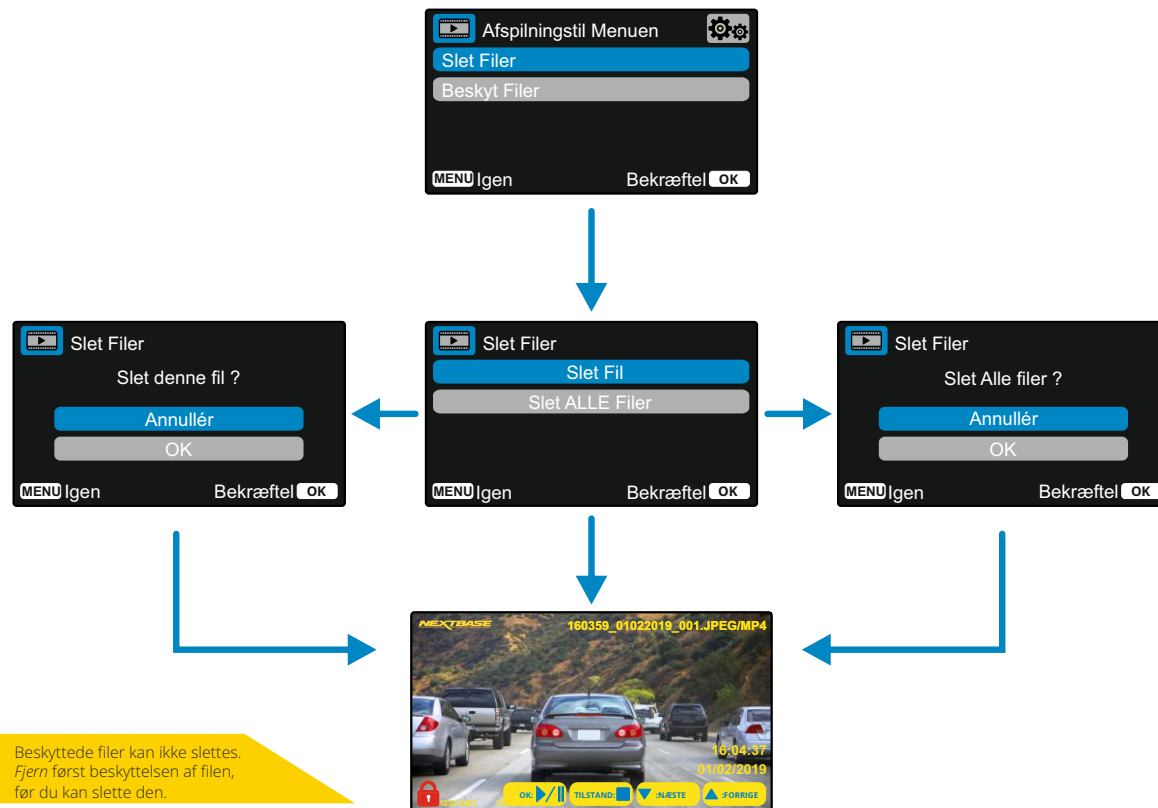 Afspilningstil Menuen
Slet Filer
Beskyt Filer
MENU Igen Bekræftel OK
Slet Filer
Slet denne fil ?
Annullér
OK
MENU Igen Bekræftel OK
Slet Filer
Slet Fil
Slet ALLE Filer
MENU Igen Bekræftel OK
Slet Filer
Slet Alle filer ?
Annullér
OK
MENU Igen Bekræftel OK
NEXTBASE 160359_01022019_001.JPEG/MP4
16:04:37
01/02/2019
OK: TILSTAND: :NÆSTE :FORRIGE
Beskyttede filer kan ikke slettes.
Fjern først beskyttelsen af filen,
før du kan slette den.